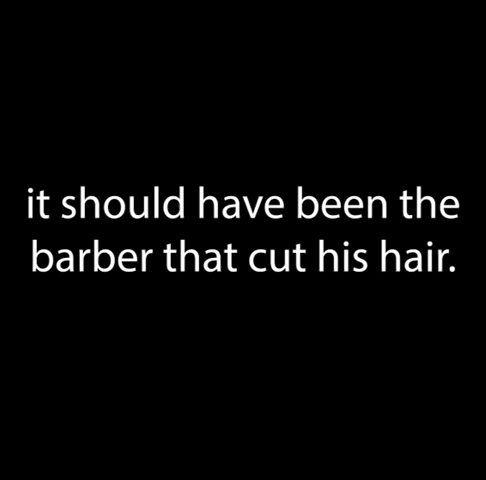 it should have been the
barber that cut his hair.